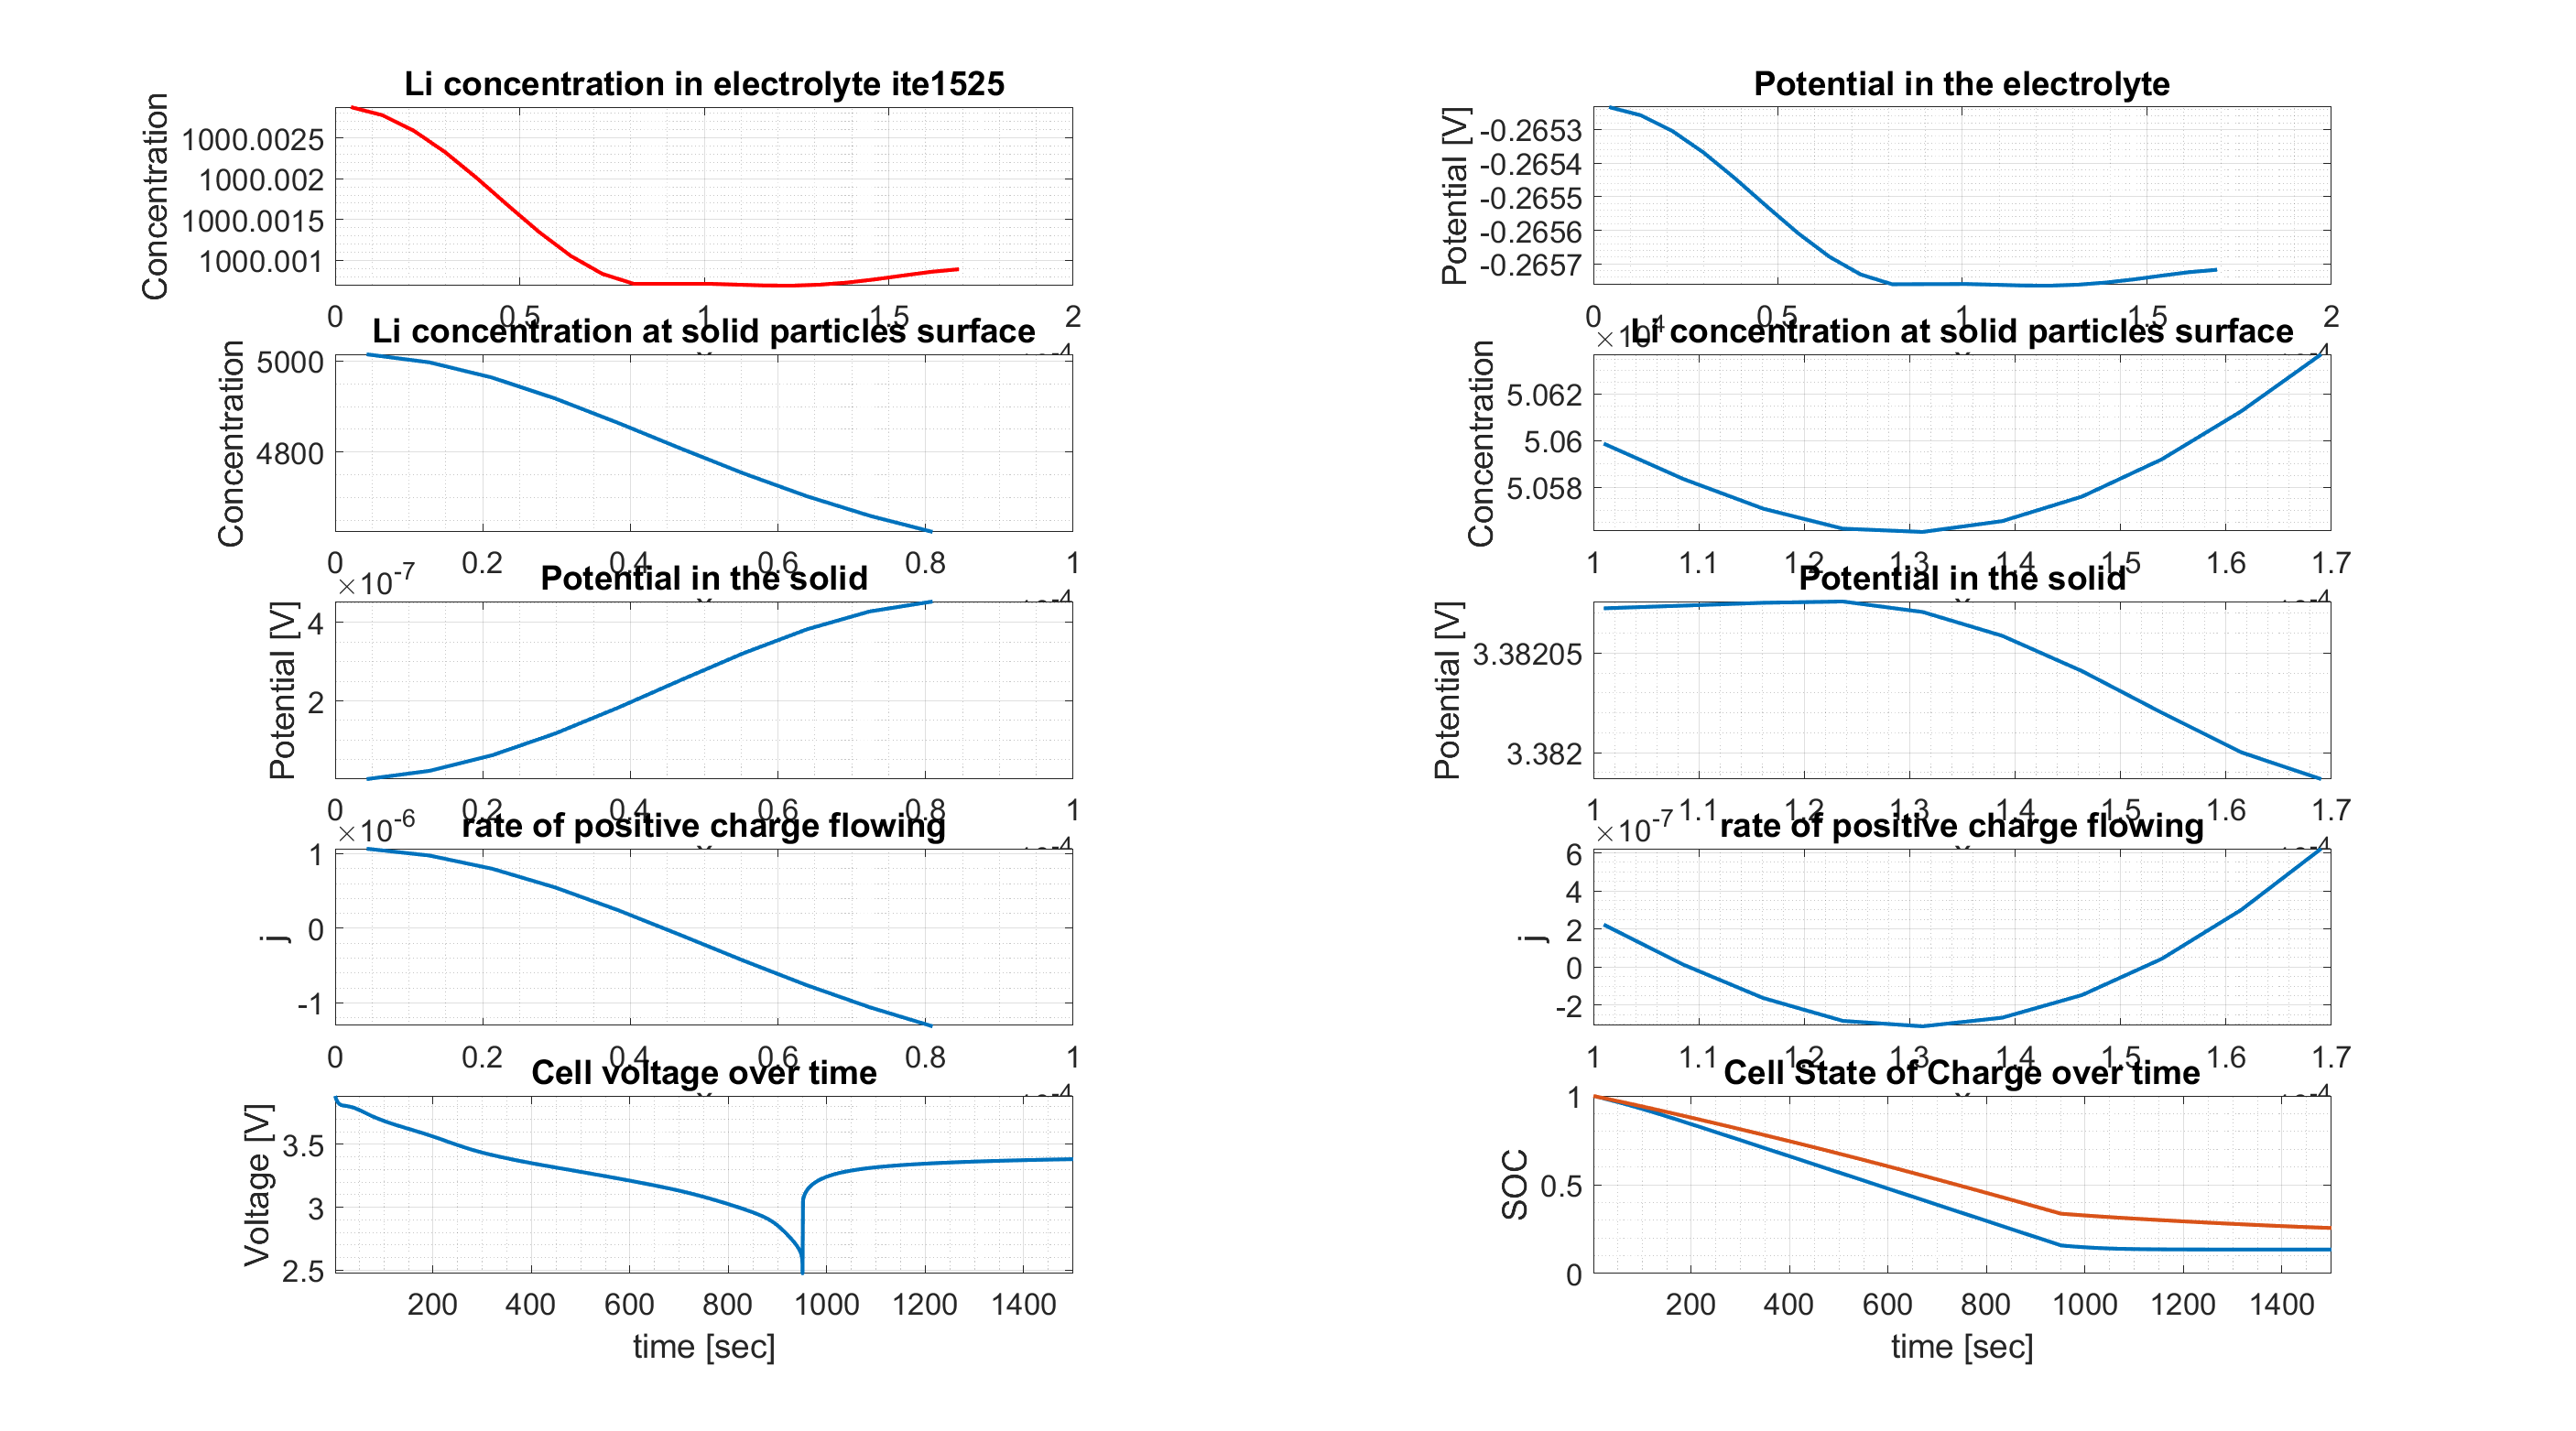 Li concentration in electrolyte ite1525
Concentration
1000.0025
1000.002
1000.0015
1000.001
0 0.5 1 1.5 2
Potential in the electrolyte
Potential [V]
-0.2653
-0.2654
-0.2655
-0.2656
-0.2657
0 0.5 1 1.5 2
Li concentration at solid particles surface
Concentration
5000
4800
0 0.2 0.4 0.6 0.8 1
×10⁴
Li concentration at solid particles surface
Concentration
5.062
5.06
5.058
1 1.1 1.2 1.3 1.4 1.5 1.6 1.7
×10⁻⁷
Potential in the solid
Potential [V]
4
2
0 0.2 0.4 0.6 0.8 1
Potential in the solid
Potential [V]
3.38205
3.382
1 1.1 1.2 1.3 1.4 1.5 1.6 1.7
×10⁻⁶
rate of positive charge flowing
j
1
0
-1
0 0.2 0.4 0.6 0.8 1
×10⁻⁷
rate of positive charge flowing
j
6
4
2
0
-2
1 1.1 1.2 1.3 1.4 1.5 1.6 1.7
Cell voltage over time
Voltage [V]
3.5
3
2.5
200 400 600 800 1000 1200 1400
time [sec]
Cell State of Charge over time
SOC
1
0.5
0
200 400 600 800 1000 1200 1400
time [sec]